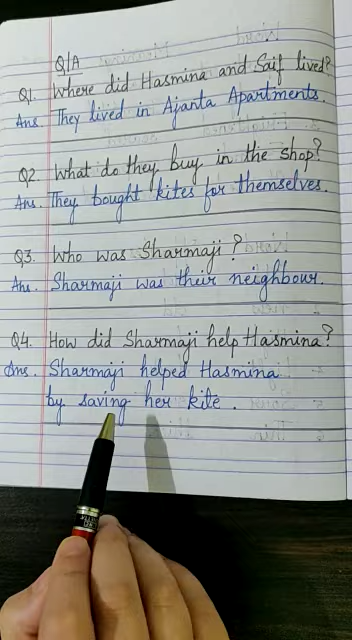 Q/A
Q1. Where did Hasmina and Saif lived?
Ans. They lived in Ajanta Apartments.
Q2. What do they buy in the shop?
Ans. They bought kites for themselves.
Q3. Who was Sharmaji?
Ans. Sharmaji was their neighbour.
Q4. How did Sharmaji help Hasmina?
Ans. Sharmaji helped Hasmina
by saving her kite.